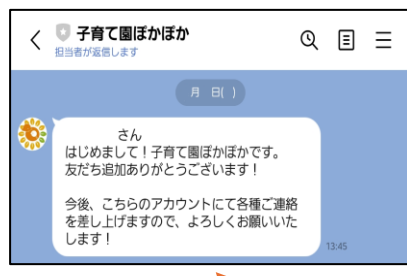 子育て園ぽかぽか
担当者が返信します
月 日( )
さん
はじめまして！子育て園ぽかぽかです。
友だち追加ありがとうございます！
今後、こちらのアカウントにて各種ご連絡
を差し上げますので、よろしくお願いいた
します！
13:45